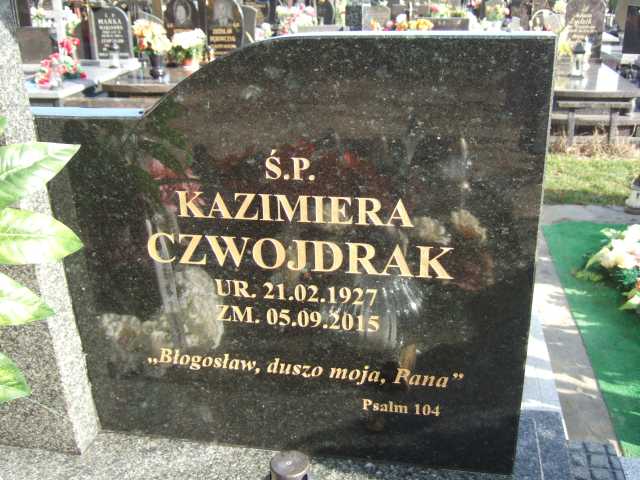 Ś.P.
KAZIMIERA
CZWOJDRAK
UR. 21.02.1927
ZM. 05.09.2015
„Błogosław, duszo moja, Pana”
Psalm 104